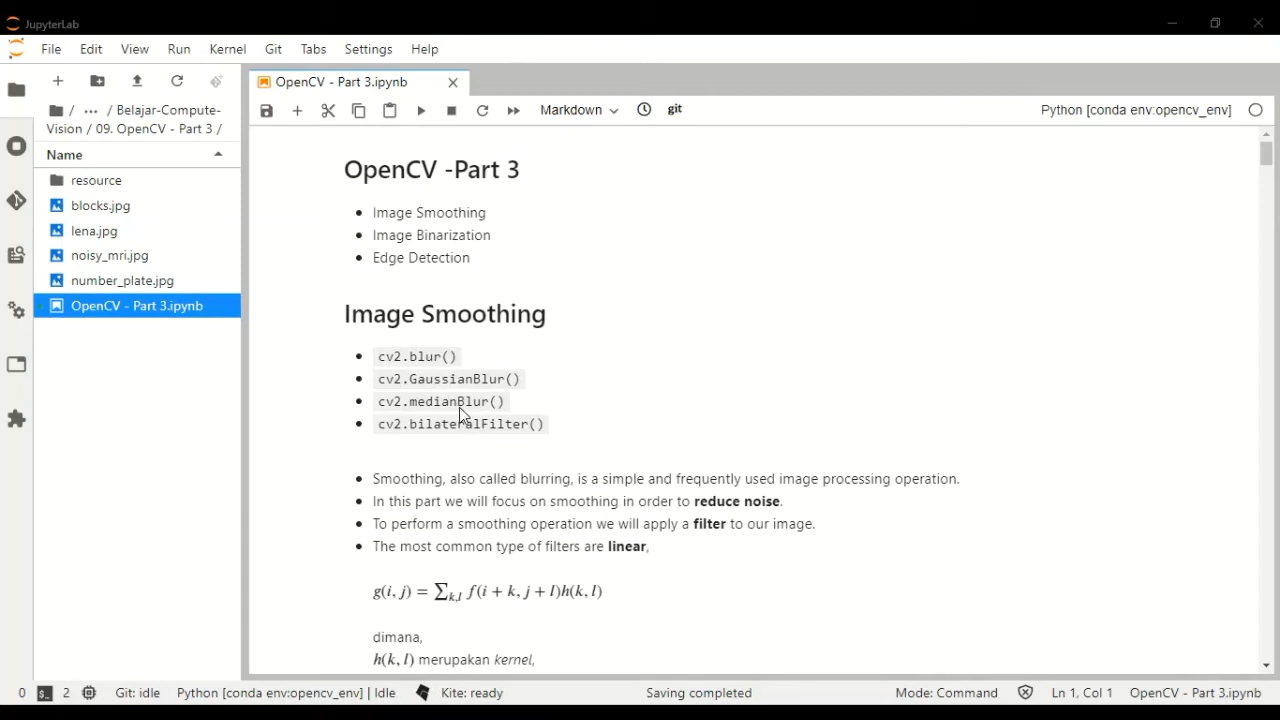 JupyterLab
File Edit View Run Kernel Git Tabs Settings Help
OpenCV - Part 3.ipynb
/ ··· / Belajar-Compute-
Vision / 09. OpenCV - Part 3 /
Markdown
git
Python [conda env:opencv_env]
Name
resource
blocks.jpg
lena.jpg
noisy_mri.jpg
number_plate.jpg
OpenCV - Part 3.ipynb
OpenCV -Part 3
• Image Smoothing
• Image Binarization
• Edge Detection
Image Smoothing
• cv2.blur()
• cv2.GaussianBlur()
• cv2.medianBlur()
• cv2.bilateralFilter()
• Smoothing, also called blurring, is a simple and frequently used image processing operation.
• In this part we will focus on smoothing in order to reduce noise.
• To perform a smoothing operation we will apply a filter to our image.
• The most common type of filters are linear,
g(i, j) = ∑k,l f(i + k, j + l)h(k, l)
dimana,
h(k, l) merupakan kernel,
0 $_ 2 Git: idle Python [conda env:opencv_env] | Idle Kite: ready Saving completed Mode: Command Ln 1, Col 1 OpenCV - Part 3.ipynb